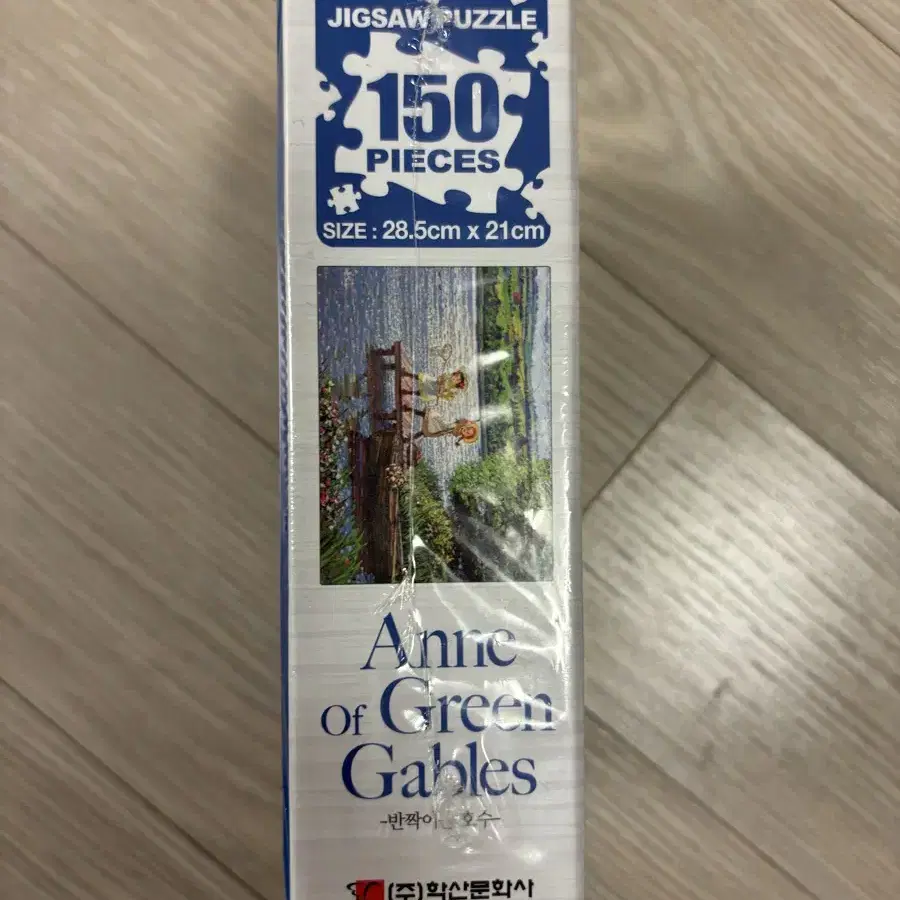 JIGSAW PUZZLE
150
PIECES
SIZE : 28.5cm x 21cm
Anne
Of Green
Gables
-반짝이는 호수-
(주)학산문화사